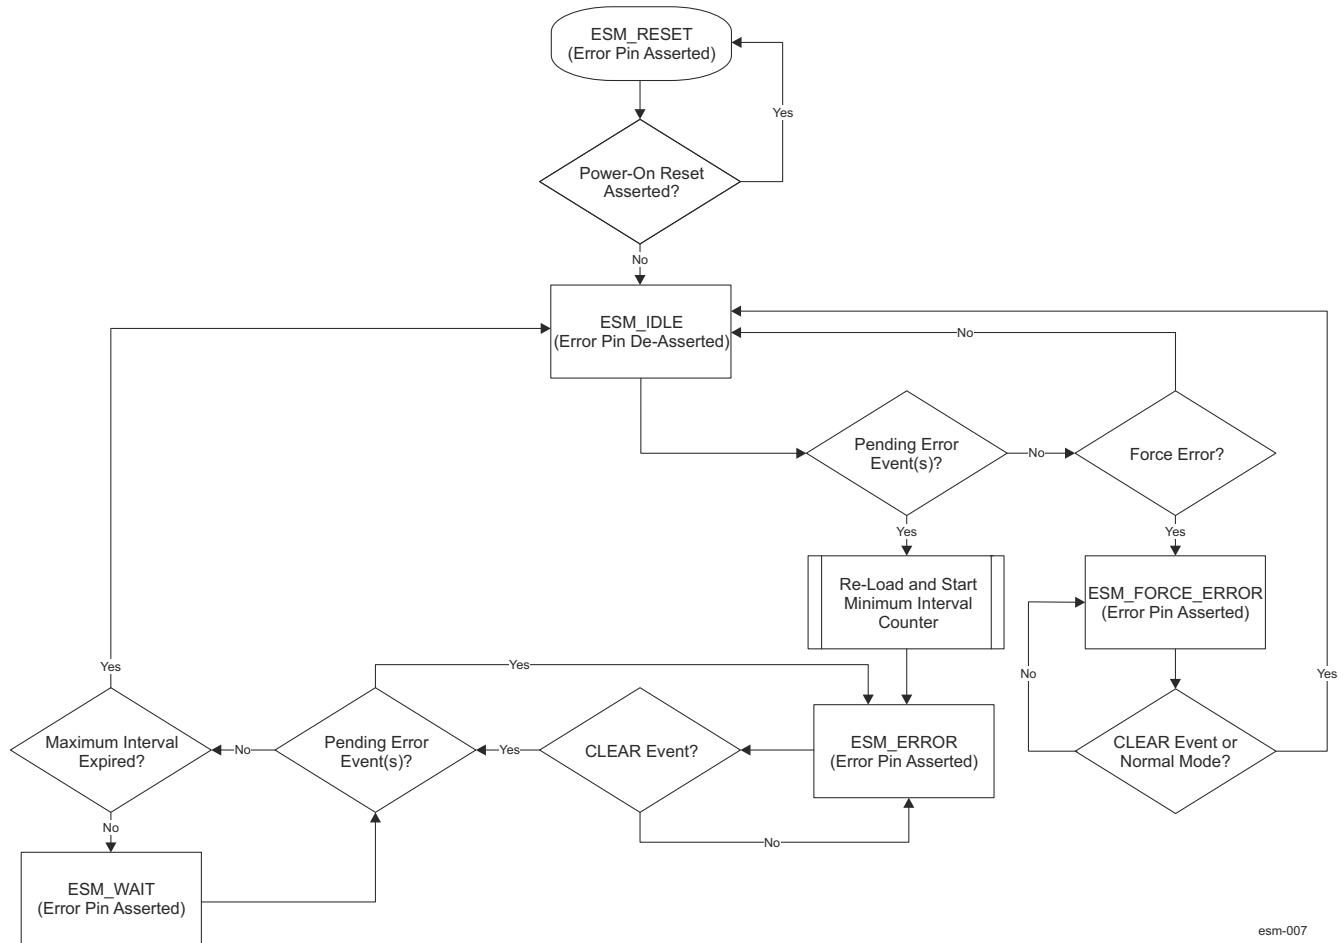 ESM_RESET
(Error Pin Asserted)
Yes
Power-On Reset
Asserted?
No
ESM_IDLE
(Error Pin De-Asserted)
No
Pending Error
Event(s)?
No
Force Error?
Yes
Yes
Re-Load and Start
Minimum Interval
Counter
ESM_FORCE_ERROR
(Error Pin Asserted)
Yes
Yes
No
Yes
Maximum Interval
Expired?
No
Pending Error
Event(s)?
Yes
CLEAR Event?
ESM_ERROR
(Error Pin Asserted)
CLEAR Event or
Normal Mode?
No
No
ESM_WAIT
(Error Pin Asserted)
esm-007